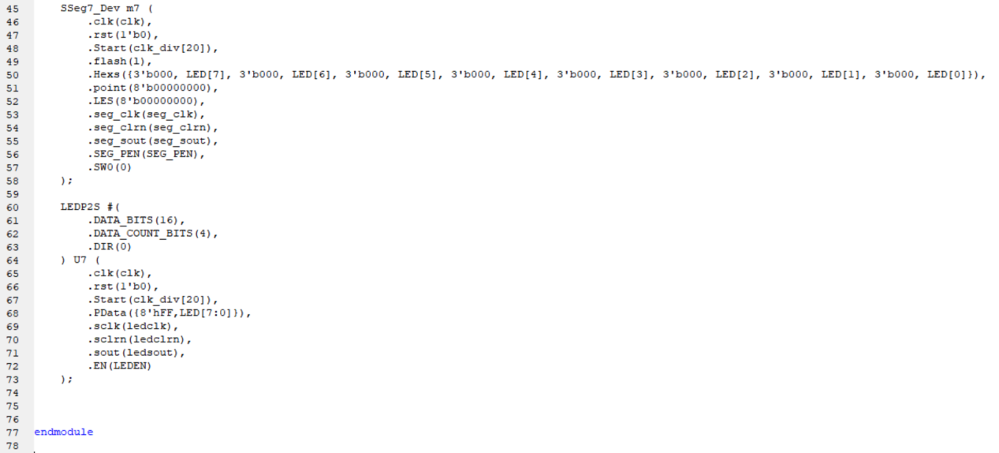 45 SSeg7_Dev m7 (
46 .clk(clk),
47 .rst(1'b0),
48 .Start(clk_div[20]),
49 .flash(1),
50 .Hexs({3'b000, LED[7], 3'b000, LED[6], 3'b000, LED[5], 3'b000, LED[4], 3'b000, LED[3], 3'b000, LED[2], 3'b000, LED[1], 3'b000, LED[0]}),
51 .point(8'b00000000),
52 .LES(8'b00000000),
53 .seg_clk(seg_clk),
54 .seg_clrn(seg_clrn),
55 .seg_sout(seg_sout),
56 .SEG_PEN(SEG_PEN),
57 .SW0(0)
58 );
59
60 LEDP2S #(
61 .DATA_BITS(16),
62 .DATA_COUNT_BITS(4),
63 .DIR(0)
64 ) U7 (
65 .clk(clk),
66 .rst(1'b0),
67 .Start(clk_div[20]),
68 .PData({8'hFF,LED[7:0]}),
69 .sclk(ledclk),
70 .sclrn(ledclrn),
71 .sout(ledsout),
72 .EN(LEDEN)
73 );
74
75
76
77 endmodule
78